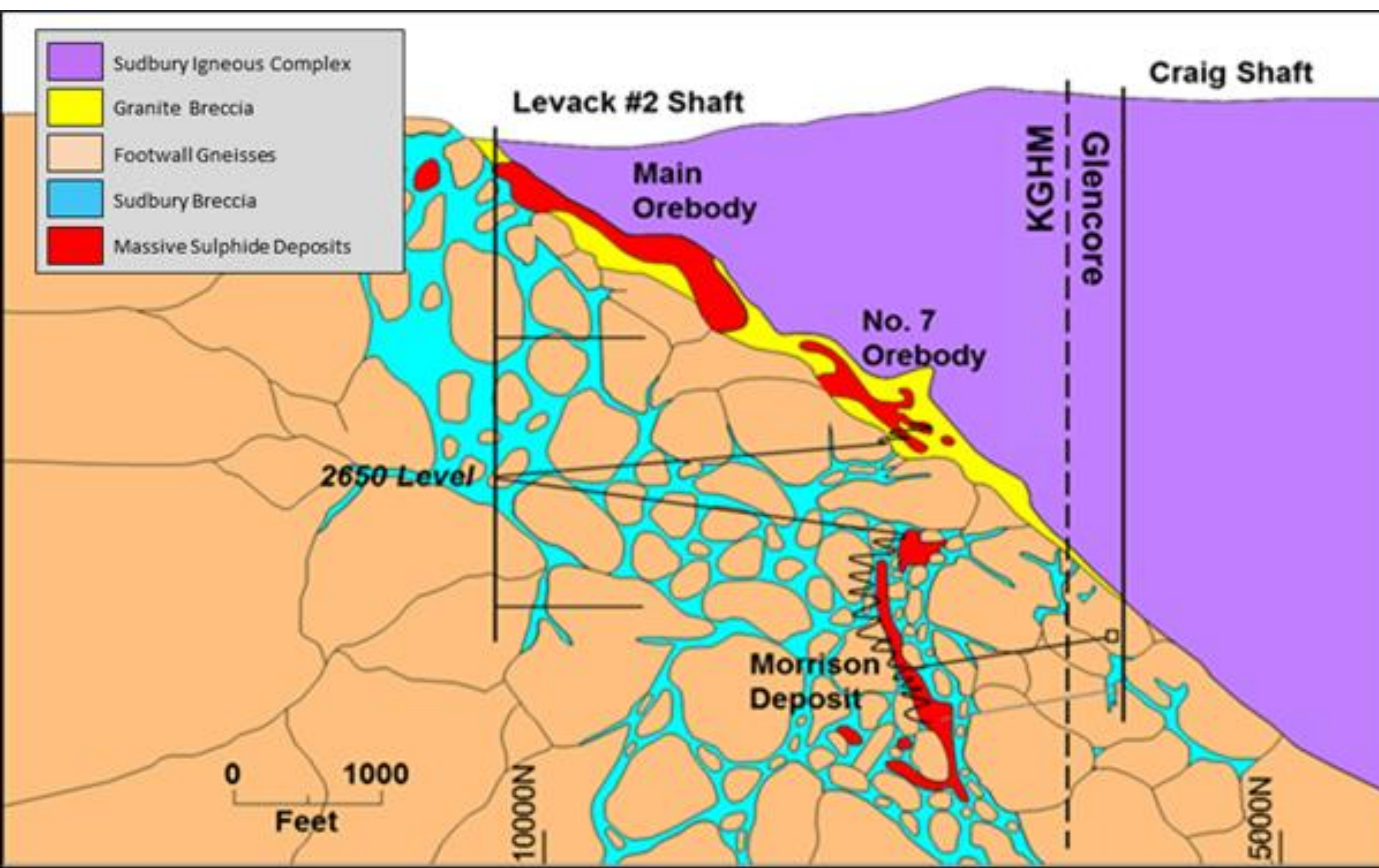 Sudbury Igneous Complex
Granite Breccia
Footwall Gneisses
Sudbury Breccia
Massive Sulphide Deposits
Levack #2 Shaft
Craig Shaft
Main
Orebody
KGHM
Glencore
No. 7
Orebody
2650 Level
Morrison
Deposit
0 1000
Feet
10000N
5000N